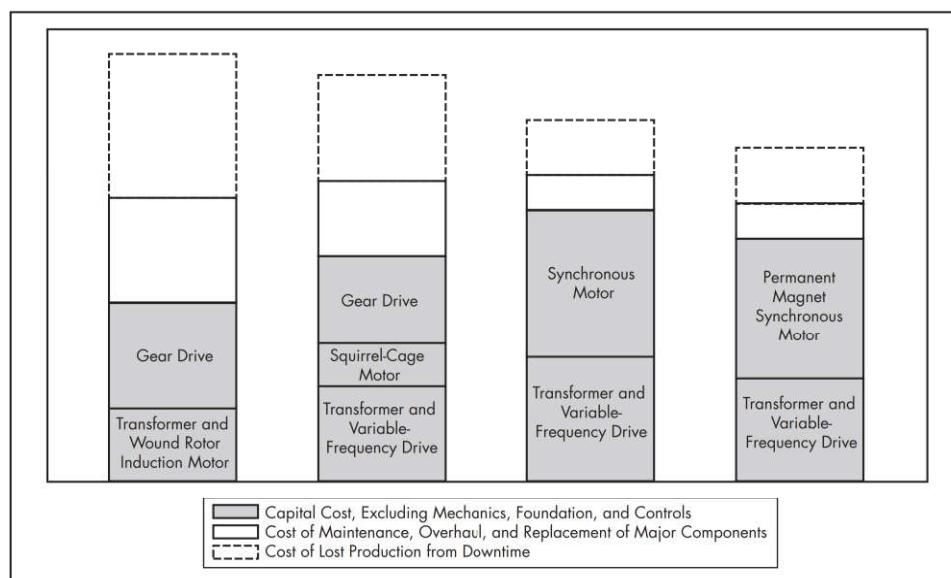 Gear Drive
Transformer and
Wound Rotor
Induction Motor
Gear Drive
Squirrel-Cage
Motor
Transformer and
Variable-
Frequency Drive
Synchronous
Motor
Transformer and
Variable-
Frequency Drive
Permanent
Magnet
Synchronous
Motor
Transformer and
Variable-
Frequency Drive
Capital Cost, Excluding Mechanics, Foundation, and Controls
Cost of Maintenance, Overhaul, and Replacement of Major Components
Cost of Lost Production from Downtime